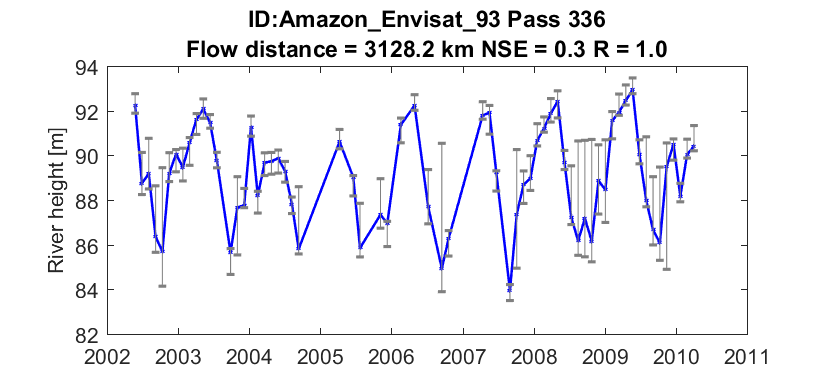 ID:Amazon_Envisat_93 Pass 336
Flow distance = 3128.2 km NSE = 0.3 R = 1.0
94
92
90
88
86
84
82
River height [m]
2002 2003 2004 2005 2006 2007 2008 2009 2010 2011